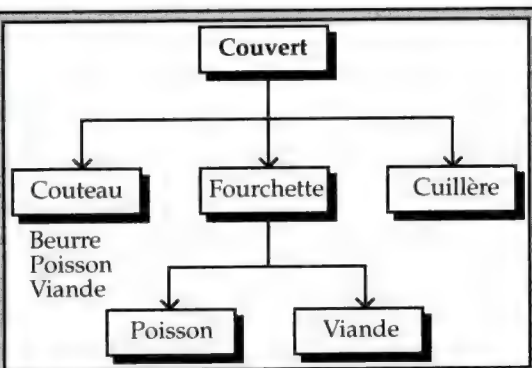 Couvert
Couteau Fourchette Cuillère
Beurre
Poisson
Viande
Poisson Viande